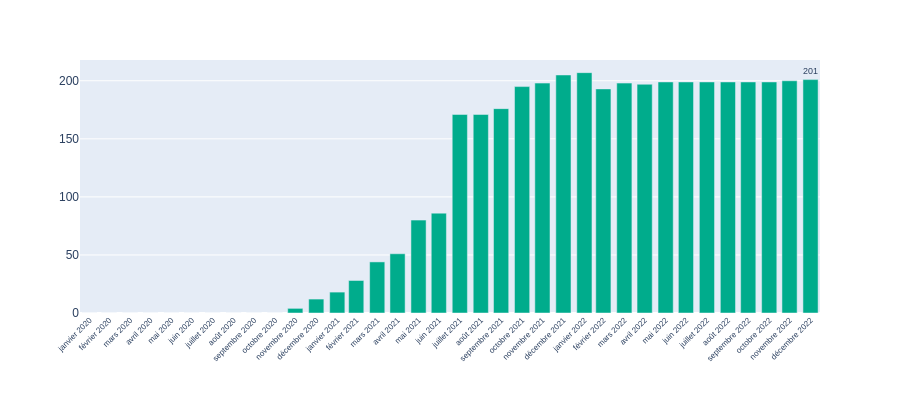 201
200
150
100
50
0
janvier 2020
février 2020
mars 2020
avril 2020
mai 2020
juin 2020
juillet 2020
août 2020
septembre 2020
octobre 2020
novembre 2020
décembre 2020
janvier 2021
février 2021
mars 2021
avril 2021
mai 2021
juin 2021
juillet 2021
août 2021
septembre 2021
octobre 2021
novembre 2021
décembre 2021
janvier 2022
février 2022
mars 2022
avril 2022
mai 2022
juin 2022
juillet 2022
août 2022
septembre 2022
octobre 2022
novembre 2022
décembre 2022